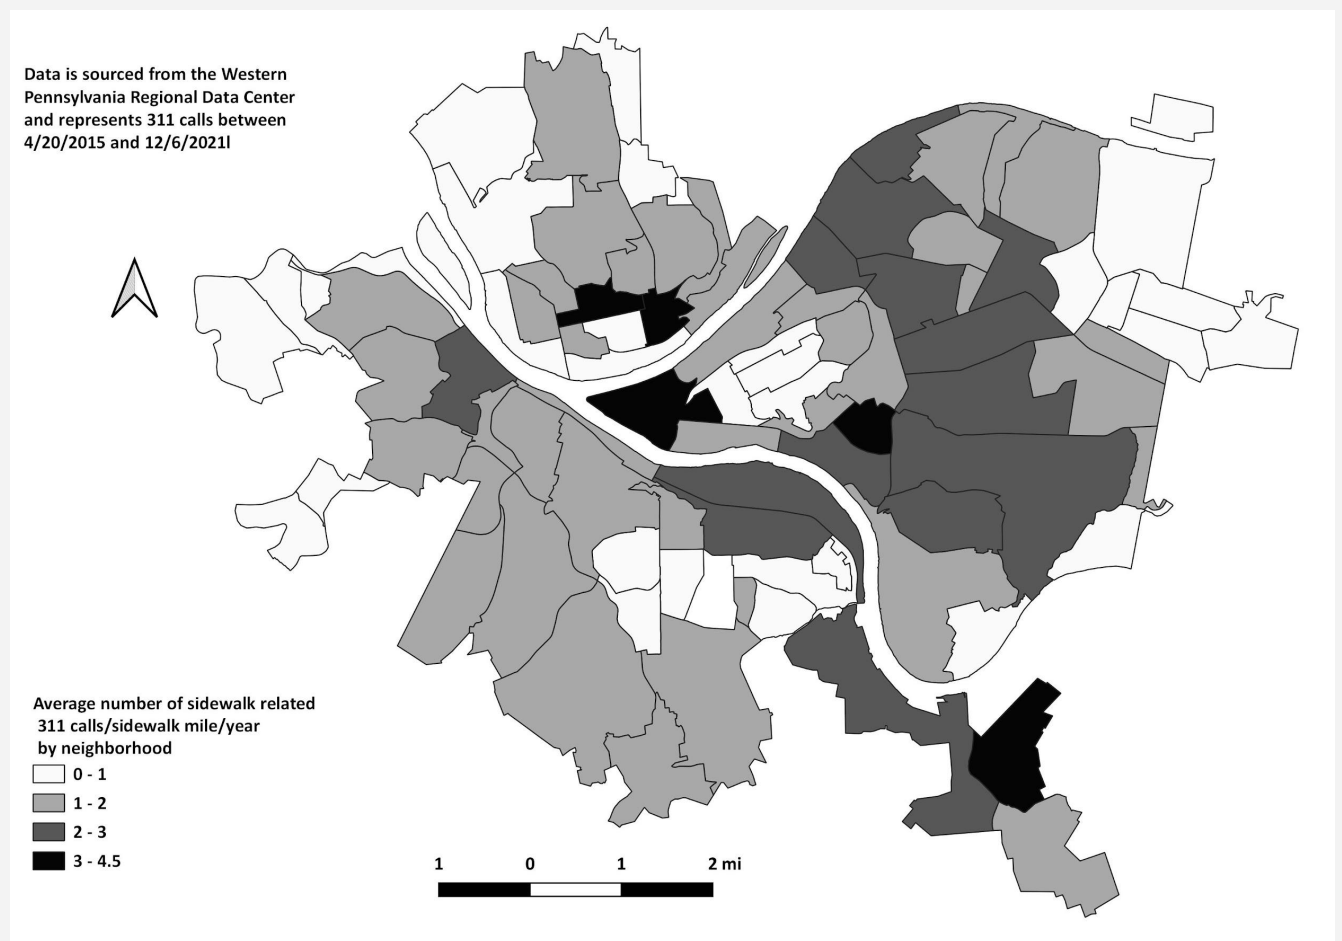 Data is sourced from the Western
Pennsylvania Regional Data Center
and represents 311 calls between
4/20/2015 and 12/6/2021l
Average number of sidewalk related
311 calls/sidewalk mile/year
by neighborhood
0 - 1
1 - 2
2 - 3
3 - 4.5
1 0 1 2 mi